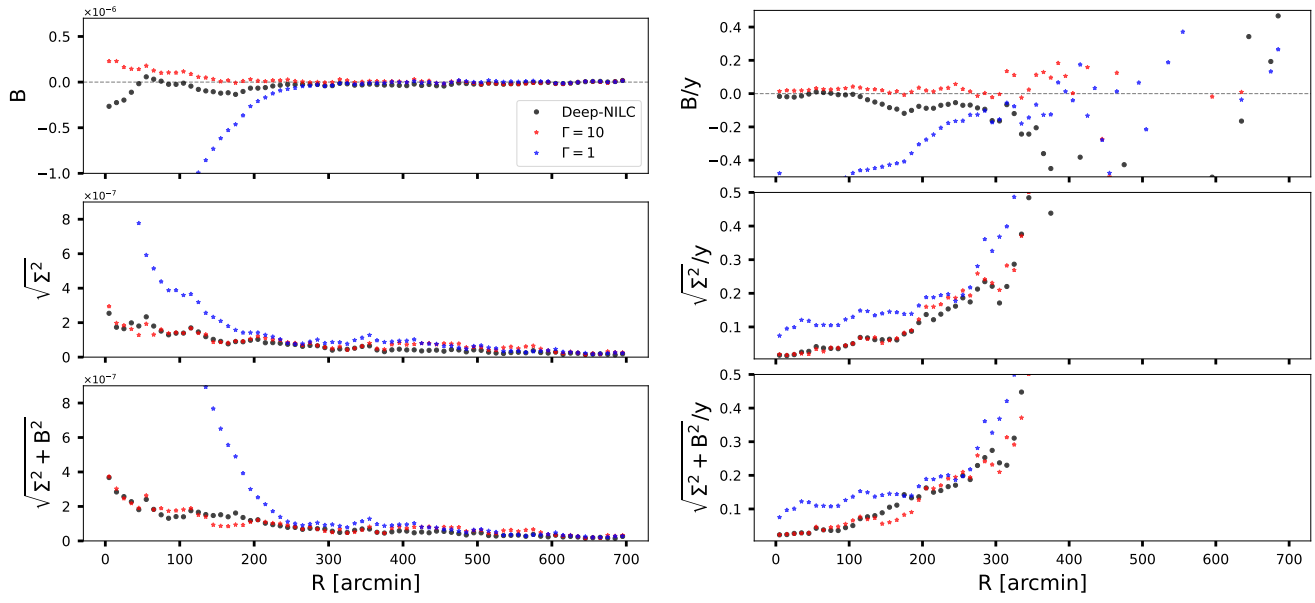 ×10⁻⁶
0.5
0.0
−0.5
−1.0
B
Deep-NILC
Γ = 10
Γ = 1
0.4
0.2
0.0
−0.2
−0.4
B/y
×10⁻⁷
8
6
4
2
0
√Σ²
0.5
0.4
0.3
0.2
0.1
√Σ²/y
×10⁻⁷
8
6
4
2
0
√Σ² + B²
0 100 200 300 400 500 600 700
R [arcmin]
0.5
0.4
0.3
0.2
0.1
√Σ² + B²/y
0 100 200 300 400 500 600 700
R [arcmin]